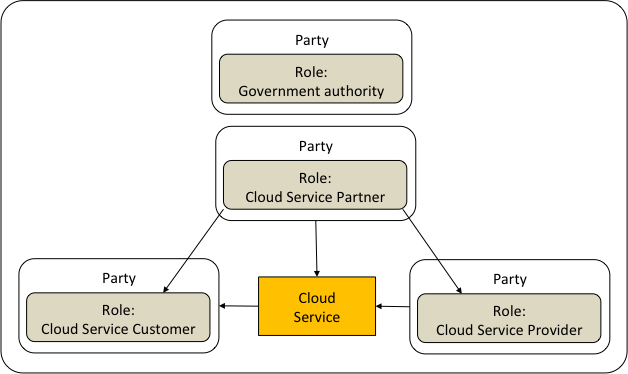 Party
Role:
Government authority
Party
Role:
Cloud Service Partner
Party
Role:
Cloud Service Customer
Cloud
Service
Party
Role:
Cloud Service Provider